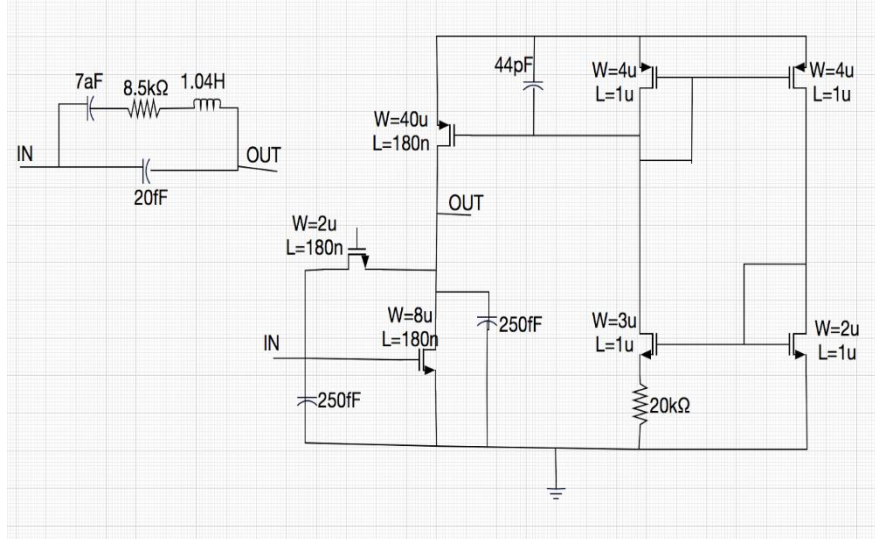 7aF
8.5kΩ
1.04H
IN
OUT
20fF
44pF
W=4u
L=1u
W=4u
L=1u
W=40u
L=180n
OUT
W=2u
L=180n
W=8u
L=180n
250fF
IN
250fF
W=3u
L=1u
W=2u
L=1u
20kΩ